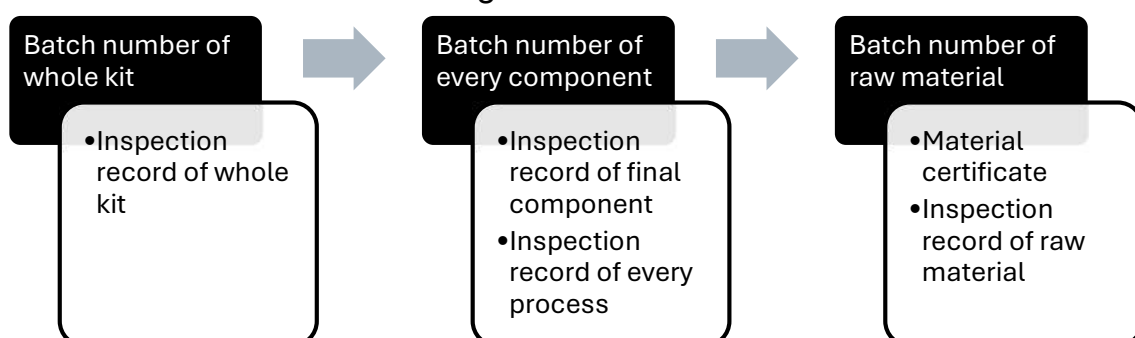 Batch number of
whole kit
•Inspection
record of whole
kit
Batch number of
every component
•Inspection
record of final
component
•Inspection
record of every
process
Batch number of
raw material
•Material
certificate
•Inspection
record of raw
material